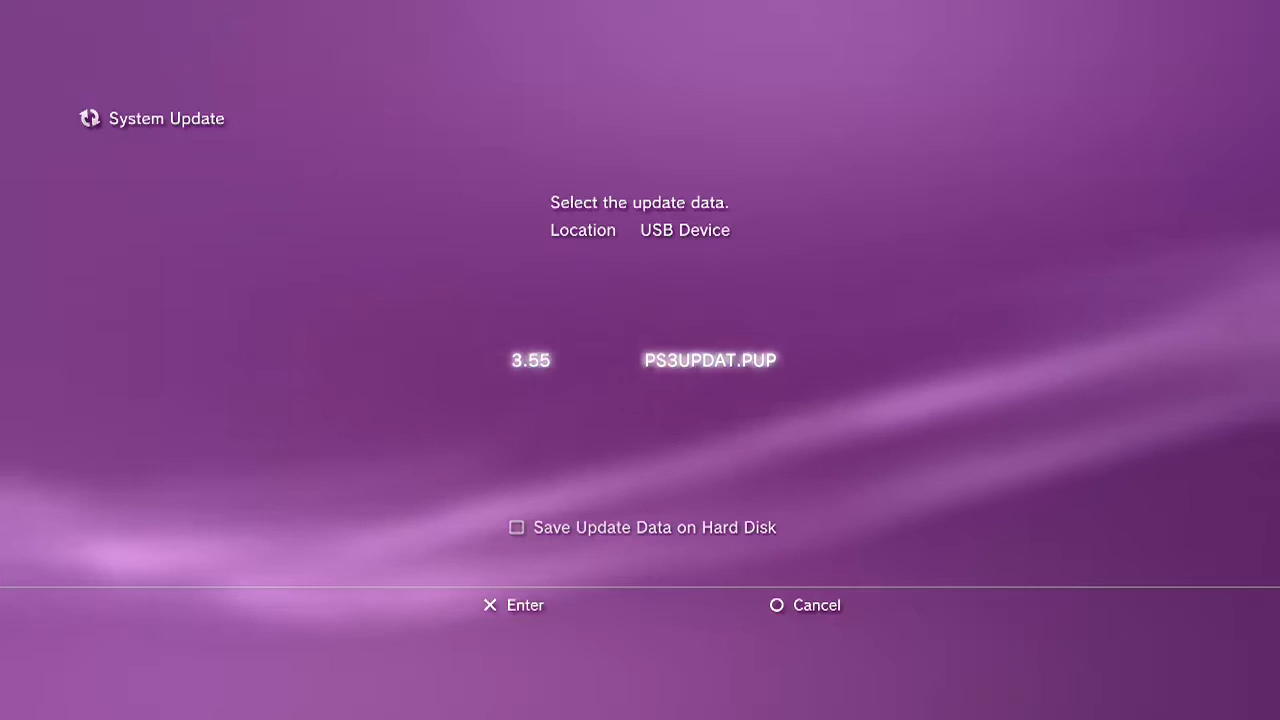 System Update
Select the update data.
Location USB Device
3.55 PS3UPDAT.PUP
Save Update Data on Hard Disk
Enter Cancel